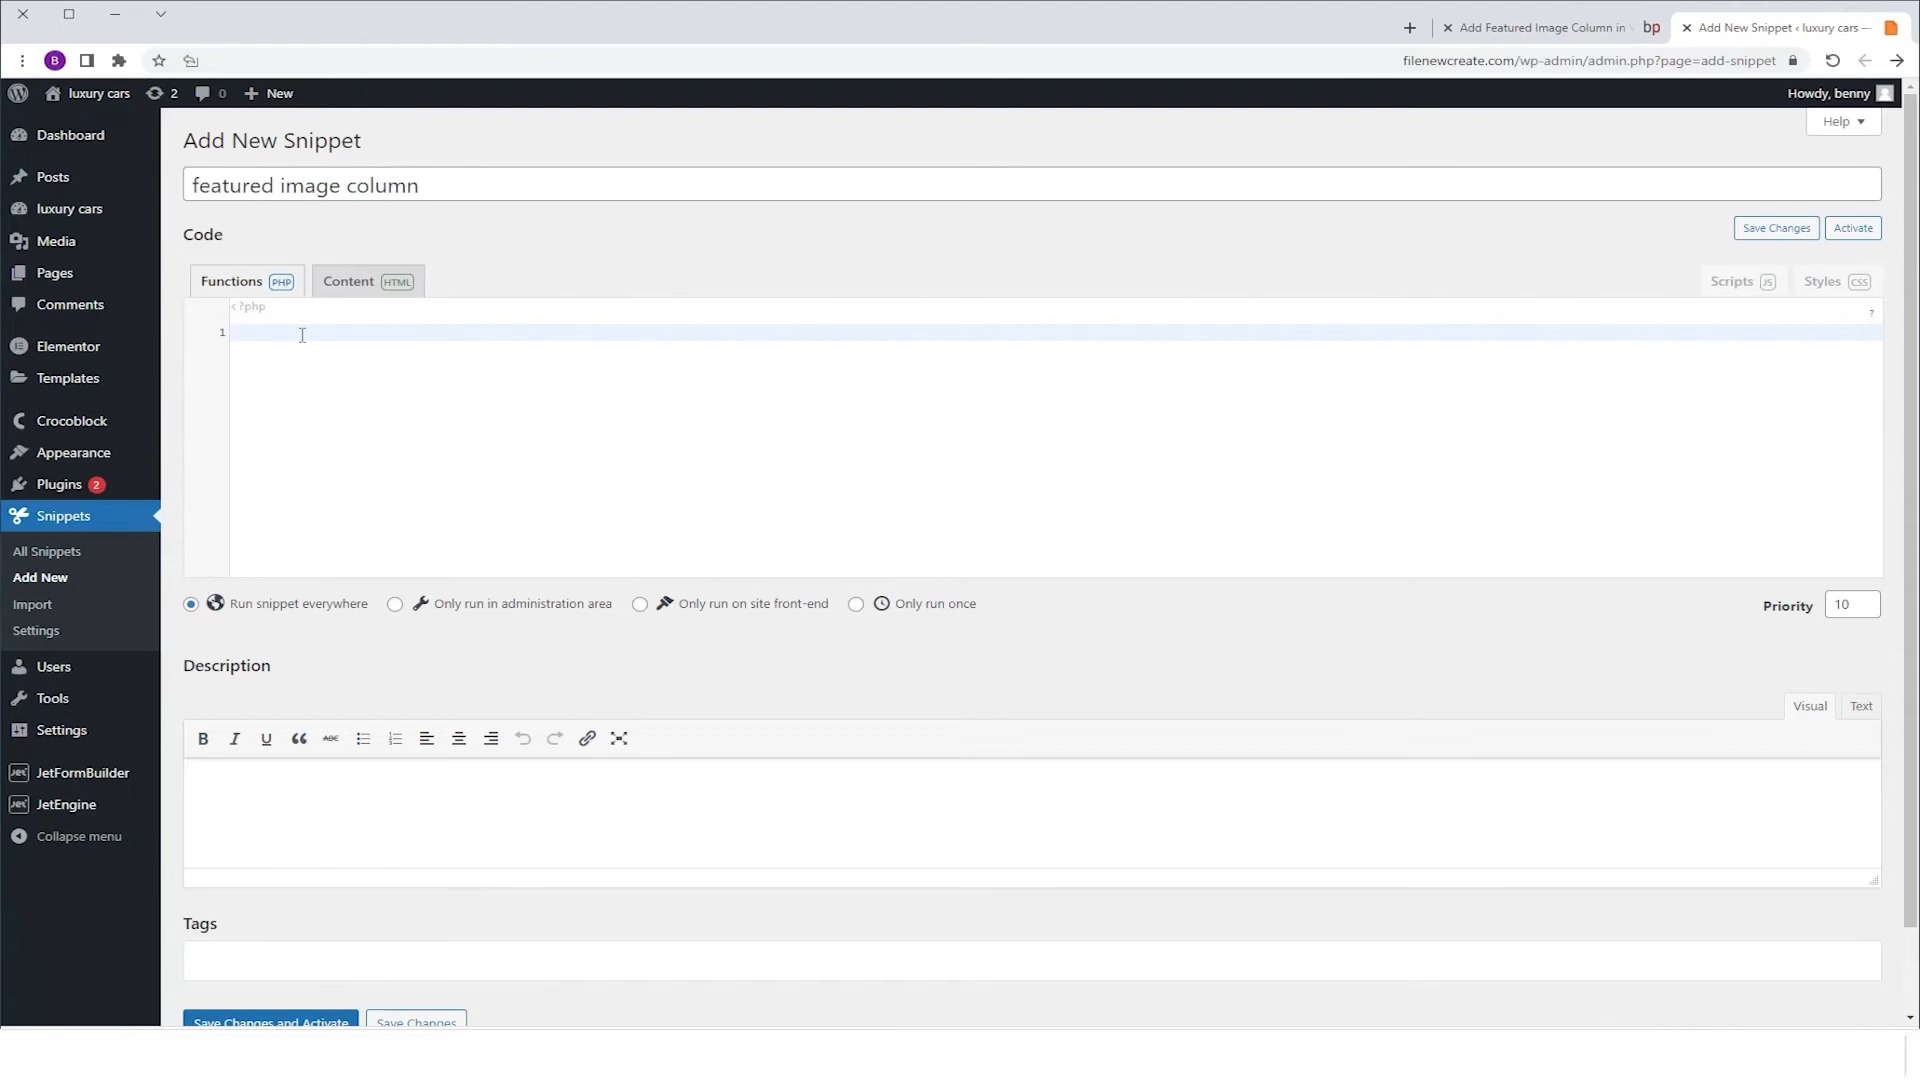 Add Featured Image Column in
bp
Add New Snippet ‹ luxury cars —
B
filenewcreate.com/wp-admin/admin.php?page=add-snippet
luxury cars
2
0
New
Howdy, benny
Dashboard
Posts
luxury cars
Media
Pages
Comments
Elementor
Templates
Crocoblock
Appearance
Plugins 2
Snippets
All Snippets
Add New
Import
Settings
Users
Tools
Settings
Jet JetFormBuilder
Jet JetEngine
Collapse menu
Help
Add New Snippet
featured image column
Code
Save Changes
Activate
Functions PHP
Content HTML
Scripts JS
Styles CSS
<?php
?
1
Run snippet everywhere
Only run in administration area
Only run on site front-end
Only run once
Priority
10
Description
Visual
Text
B I U ABC
Tags
Save Changes and Activate
Save Changes